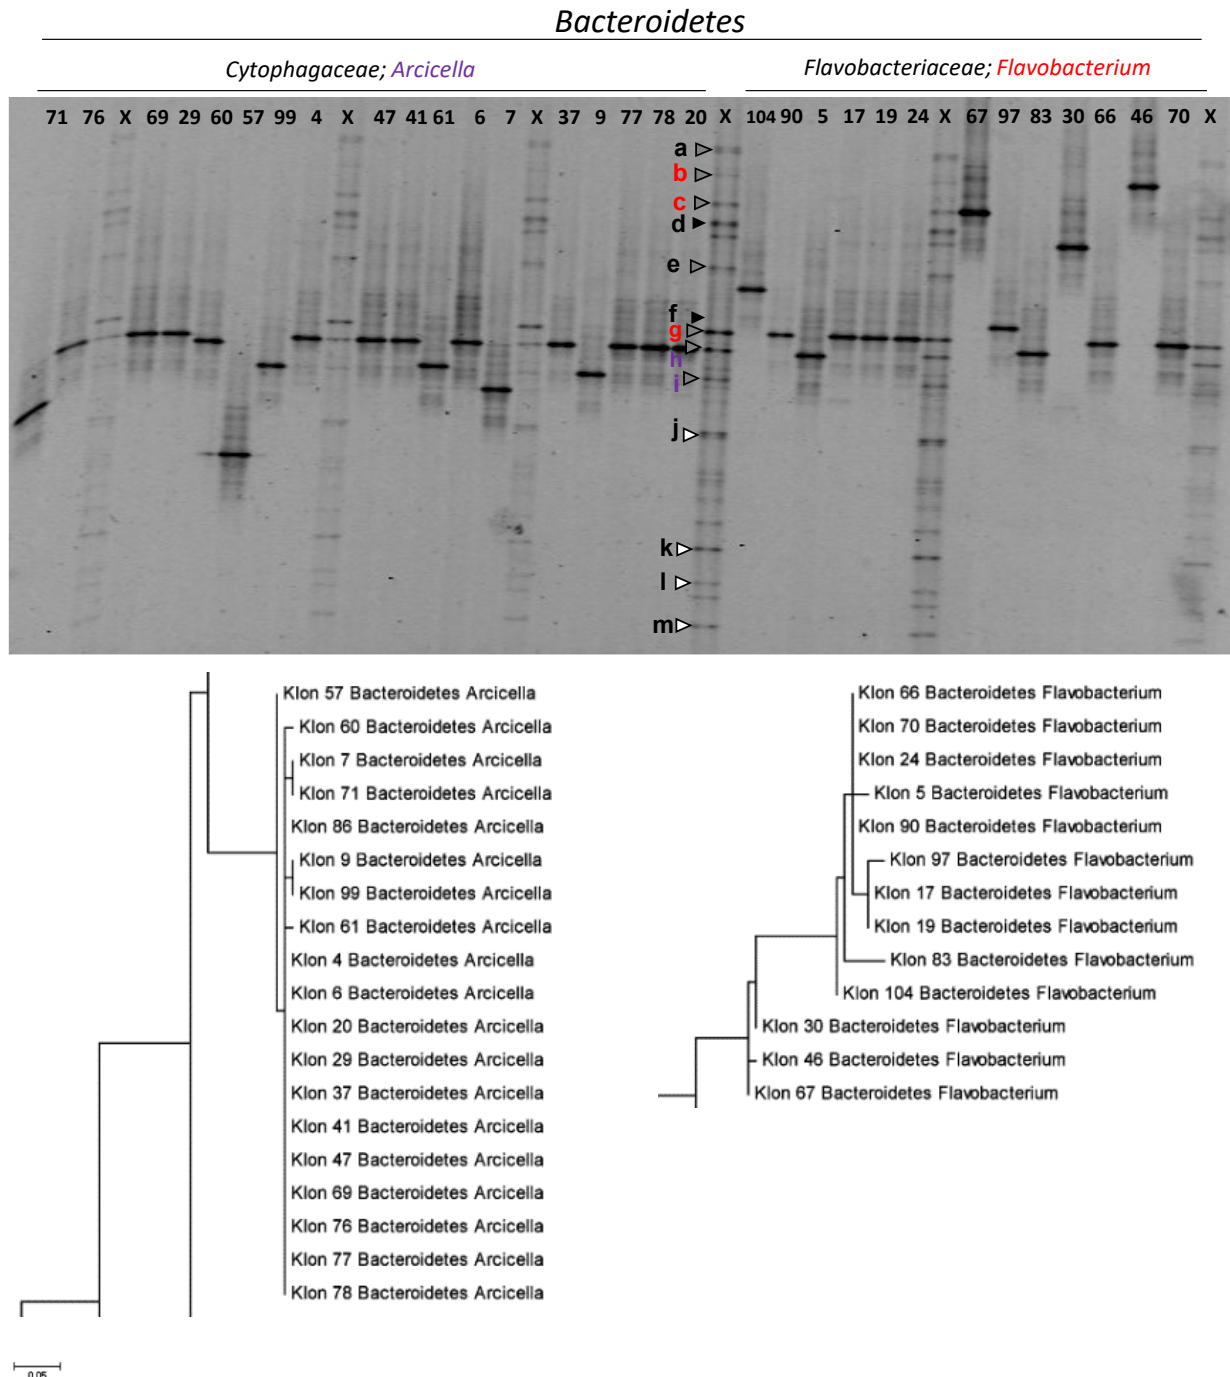 Bacteroidetes
Cytophagaceae; Arcicella
Flavobacteriaceae; Flavobacterium
71 76 X 69 29 60 57 99 4 X 47 41 61 6 7 X 37 9 77 78 20 X 104 90 5 17 19 24 X 67 97 83 30 66 46 70 X
a
b
c
d
e
f
g
h
i
j
k
l
m
Klon 57 Bacteroidetes Arcicella
Klon 60 Bacteroidetes Arcicella
Klon 7 Bacteroidetes Arcicella
Klon 71 Bacteroidetes Arcicella
Klon 86 Bacteroidetes Arcicella
Klon 9 Bacteroidetes Arcicella
Klon 99 Bacteroidetes Arcicella
Klon 61 Bacteroidetes Arcicella
Klon 4 Bacteroidetes Arcicella
Klon 6 Bacteroidetes Arcicella
Klon 20 Bacteroidetes Arcicella
Klon 29 Bacteroidetes Arcicella
Klon 37 Bacteroidetes Arcicella
Klon 41 Bacteroidetes Arcicella
Klon 47 Bacteroidetes Arcicella
Klon 69 Bacteroidetes Arcicella
Klon 76 Bacteroidetes Arcicella
Klon 77 Bacteroidetes Arcicella
Klon 78 Bacteroidetes Arcicella
0.05
Klon 66 Bacteroidetes Flavobacterium
Klon 70 Bacteroidetes Flavobacterium
Klon 24 Bacteroidetes Flavobacterium
Klon 5 Bacteroidetes Flavobacterium
Klon 90 Bacteroidetes Flavobacterium
Klon 97 Bacteroidetes Flavobacterium
Klon 17 Bacteroidetes Flavobacterium
Klon 19 Bacteroidetes Flavobacterium
Klon 83 Bacteroidetes Flavobacterium
Klon 104 Bacteroidetes Flavobacterium
Klon 30 Bacteroidetes Flavobacterium
Klon 46 Bacteroidetes Flavobacterium
Klon 67 Bacteroidetes Flavobacterium